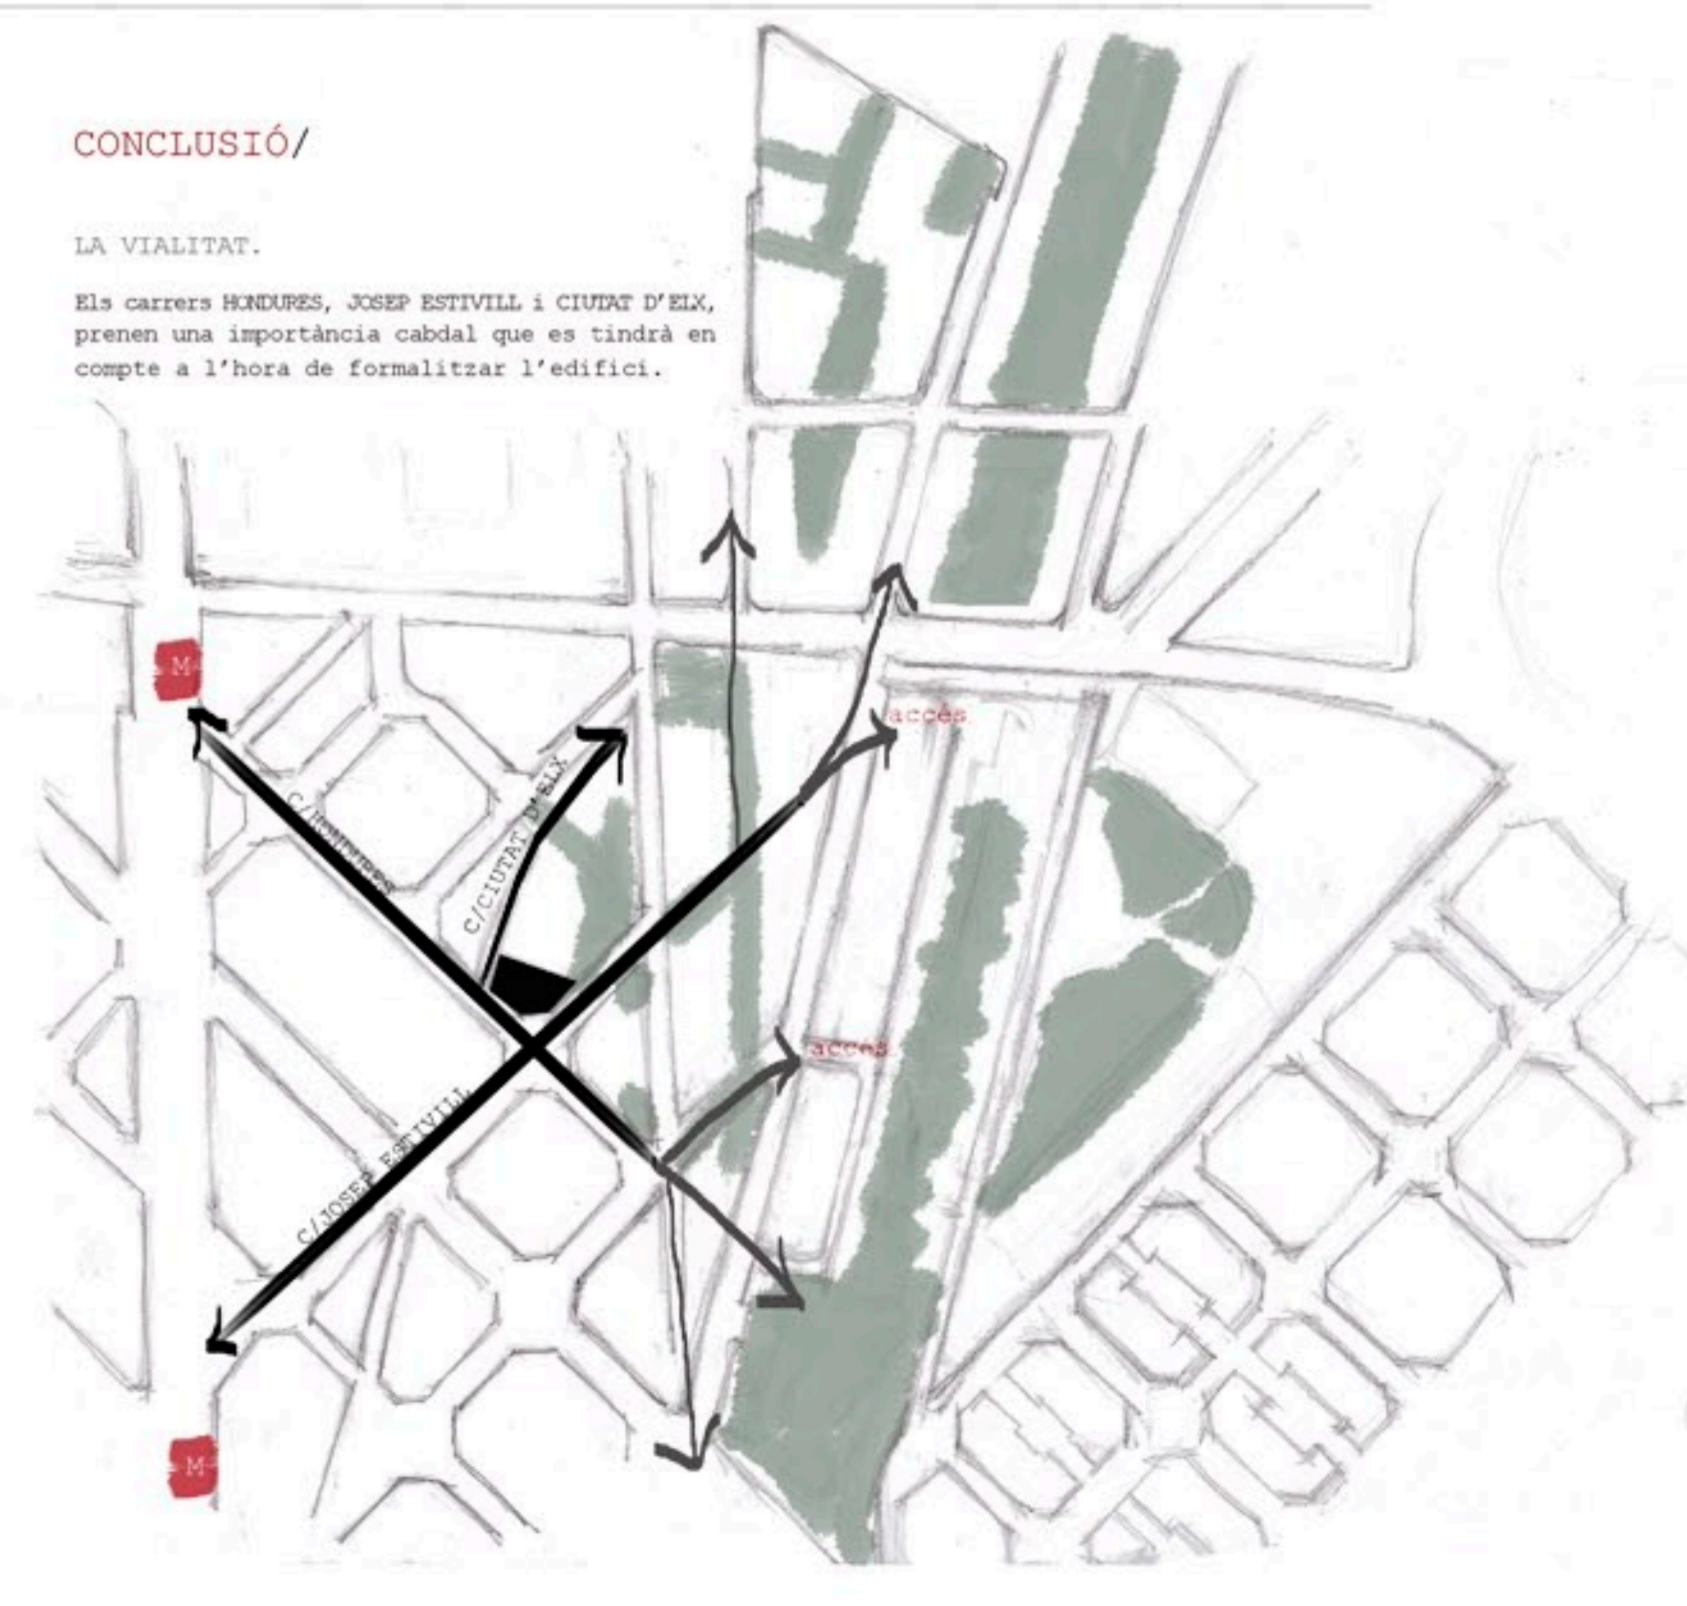 CONCLUSIÓ/
LA VIALITAT.
Els carrers HONDURES, JOSEP ESTIVILL i CIUTAT D'ELX,
prenen una importància cabdal que es tindrà en
compte a l'hora de formalitzar l'edifici.
M
accés
C/CIUTAT D'ELX
C/HONDURES
accés
C/JOSEP ESTIVILL
M